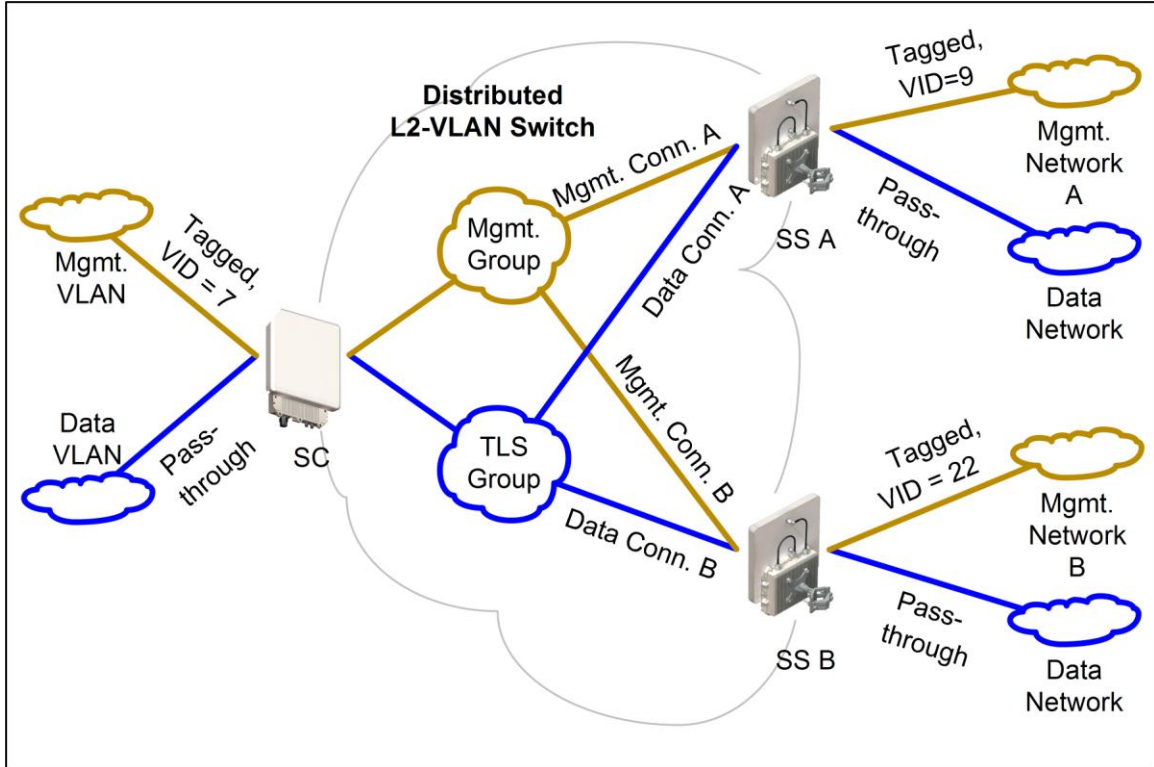 Distributed
L2-VLAN Switch
Mgmt.
VLAN
Tagged,
VID = 7
Data
VLAN
Pass-
through
SC
Mgmt.
Group
TLS
Group
Mgmt. Conn. A
Data Conn. A
Mgmt. Conn. B
Data Conn. B
SS A
Tagged,
VID=9
Pass-
through
Mgmt.
Network
A
Data
Network
SS B
Tagged,
VID = 22
Pass-
through
Mgmt.
Network
B
Data
Network